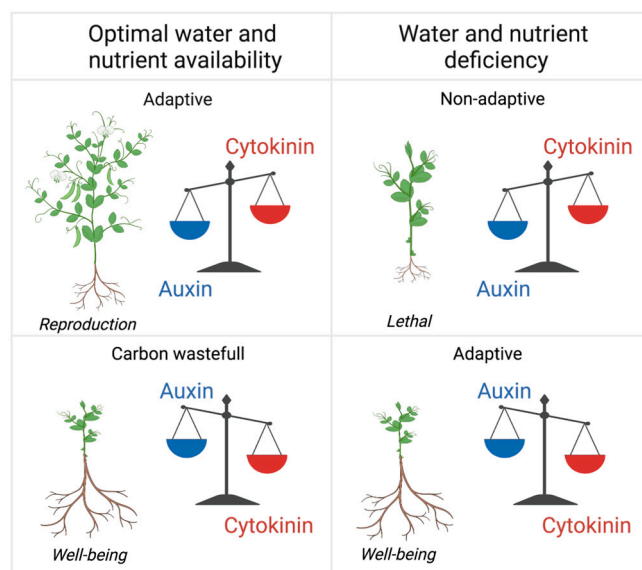 Optimal water and
nutrient availability
Water and nutrient
deficiency
Adaptive
Cytokinin
Auxin
Reproduction
Non-adaptive
Cytokinin
Auxin
Lethal
Carbon wastefull
Auxin
Cytokinin
Well-being
Adaptive
Auxin
Cytokinin
Well-being